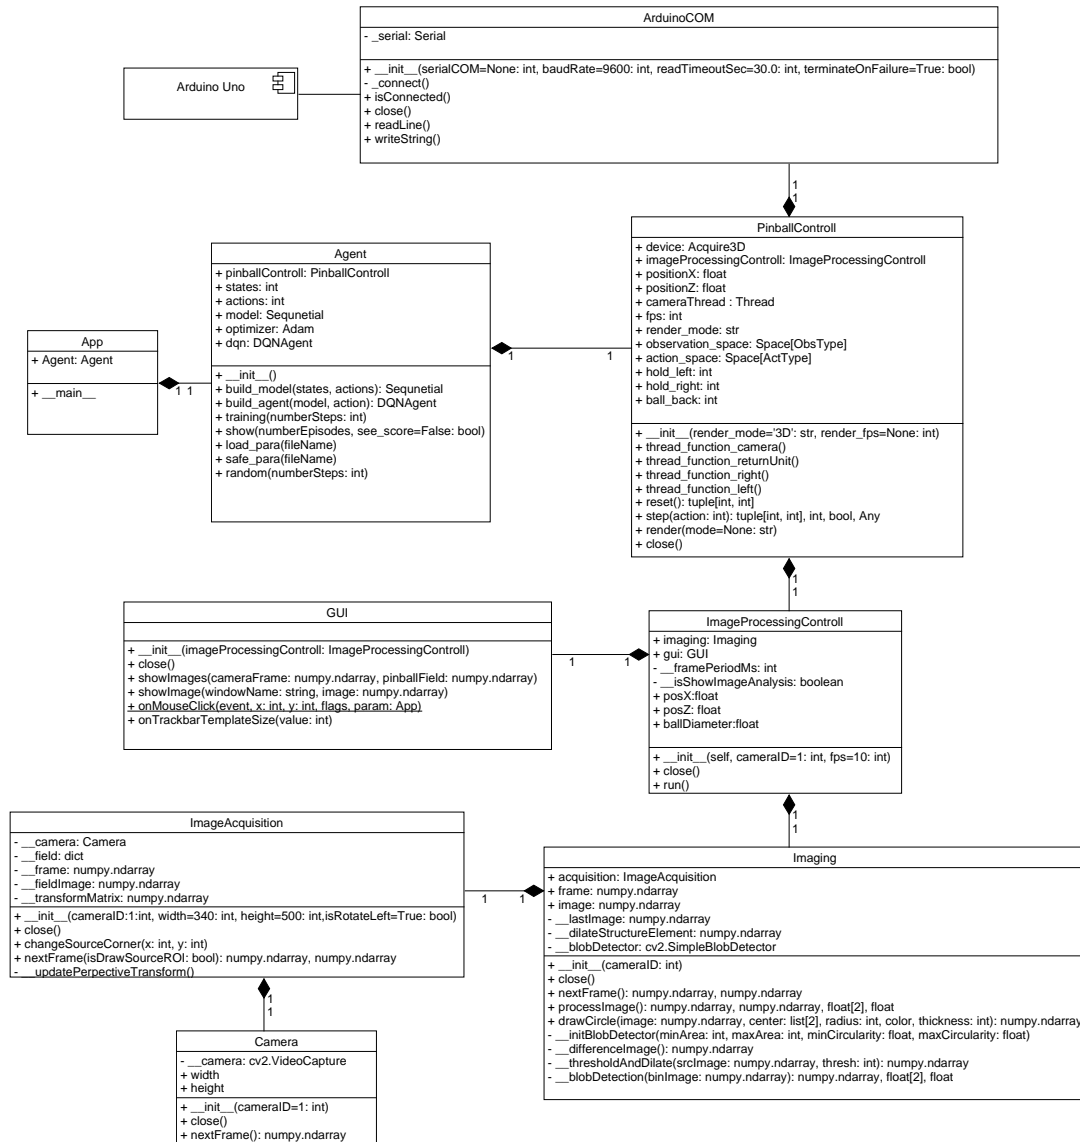 ArduinoCOM
- _serial: Serial
+ __init__(serialCOM=None: int, baudRate=9600: int, readTimeoutSec=30.0: int, terminateOnFailure=True: bool)
- _connect()
+ isConnected()
+ close()
+ readLine()
+ writeString()
Arduino Uno
1
1
PinballControll
+ device: Acquire3D
+ imageProcessingControll: ImageProcessingControll
+ positionX: float
+ positionZ: float
+ cameraThread : Thread
+ fps: int
+ render_mode: str
+ observation_space: Space[ObsType]
+ action_space: Space[ActType]
+ hold_left: int
+ hold_right: int
+ ball_back: int
+ __init__(render_mode='3D': str, render_fps=None: int)
+ thread_function_camera()
+ thread_function_returnUnit()
+ thread_function_right()
+ thread_function_left()
+ reset(): tuple[int, int]
+ step(action: int): tuple[int, int], int, bool, Any
+ render(mode=None: str)
+ close()
Agent
+ pinballControll: PinballControll
+ states: int
+ actions: int
+ model: Sequnetial
+ optimizer: Adam
+ dqn: DQNAgent
+ __init__()
+ build_model(states, actions): Sequnetial
+ build_agent(model, action): DQNAgent
+ training(numberSteps: int)
+ show(numberEpisodes, see_score=False: bool)
+ load_para(fileName)
+ safe_para(fileName)
+ random(numberSteps: int)
1 1
App
+ Agent: Agent
+ __main__
1 1
1
1
GUI
+ __init__(imageProcessingControll: ImageProcessingControll)
+ close()
+ showImages(cameraFrame: numpy.ndarray, pinballField: numpy.ndarray)
+ showImage(windowName: string, image: numpy.ndarray)
+ onMouseClick(event, x: int, y: int, flags, param: App)
+ onTrackbarTemplateSize(value: int)
1 1
ImageProcessingControll
+ imaging: Imaging
+ gui: GUI
- __framePeriodMs: int
- __isShowImageAnalysis: boolean
+ posX:float
+ posZ: float
+ ballDiameter:float
+ __init__(self, cameraID=1: int, fps=10: int)
+ close()
+ run()
1
1
ImageAcquisition
- __camera: Camera
- __field: dict
- __frame: numpy.ndarray
- __fieldImage: numpy.ndarray
- __transformMatrix: numpy.ndarray
+ __init__(cameraID:1:int, width=340: int, height=500: int,isRotateLeft=True: bool)
+ close()
+ changeSourceCorner(x: int, y: int)
+ nextFrame(isDrawSourceROI: bool): numpy.ndarray, numpy.ndarray
- __updatePerpectiveTransform()
1 1
Imaging
+ acquisition: ImageAcquisition
+ frame: numpy.ndarray
+ image: numpy.ndarray
- __lastImage: numpy.ndarray
- __dilateStructureElement: numpy.ndarray
- __blobDetector: cv2.SimpleBlobDetector
+ __init__(cameraID: int)
+ close()
+ nextFrame(): numpy.ndarray, numpy.ndarray
+ processImage(): numpy.ndarray, numpy.ndarray, float[2], float
+ drawCircle(image: numpy.ndarray, center: list[2], radius: int, color, thickness: int): numpy.ndarray
- __initBlobDetector(minArea: int, maxArea: int, minCircularity: float, maxCircularity: float)
- __differenceImage(): numpy.ndarray
- __thresholdAndDilate(srcImage: numpy.ndarray, thresh: int): numpy.ndarray
- __blobDetection(binImage: numpy.ndarray): numpy.ndarray, float[2], float
1
1
Camera
- __camera: cv2.VideoCapture
+ width
+ height
+ __init__(cameraID=1: int)
+ close()
+ nextFrame(): numpy.ndarray